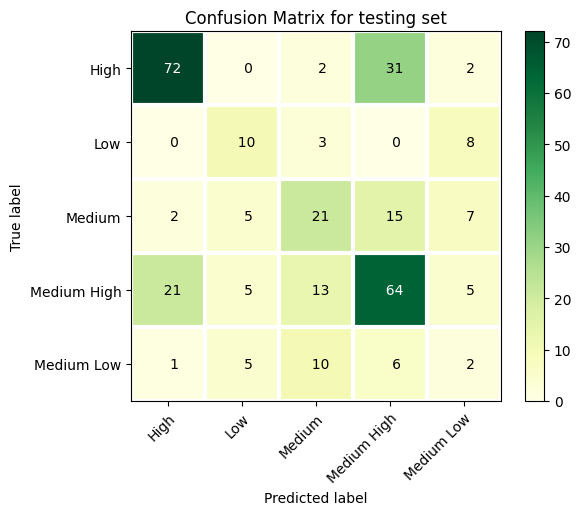 Confusion Matrix for testing set
True label
High 72 0 2 31 2
Low 0 10 3 0 8
Medium 2 5 21 15 7
Medium High 21 5 13 64 5
Medium Low 1 5 10 6 2
High Low Medium Medium High Medium Low
Predicted label
70
60
50
40
30
20
10
0